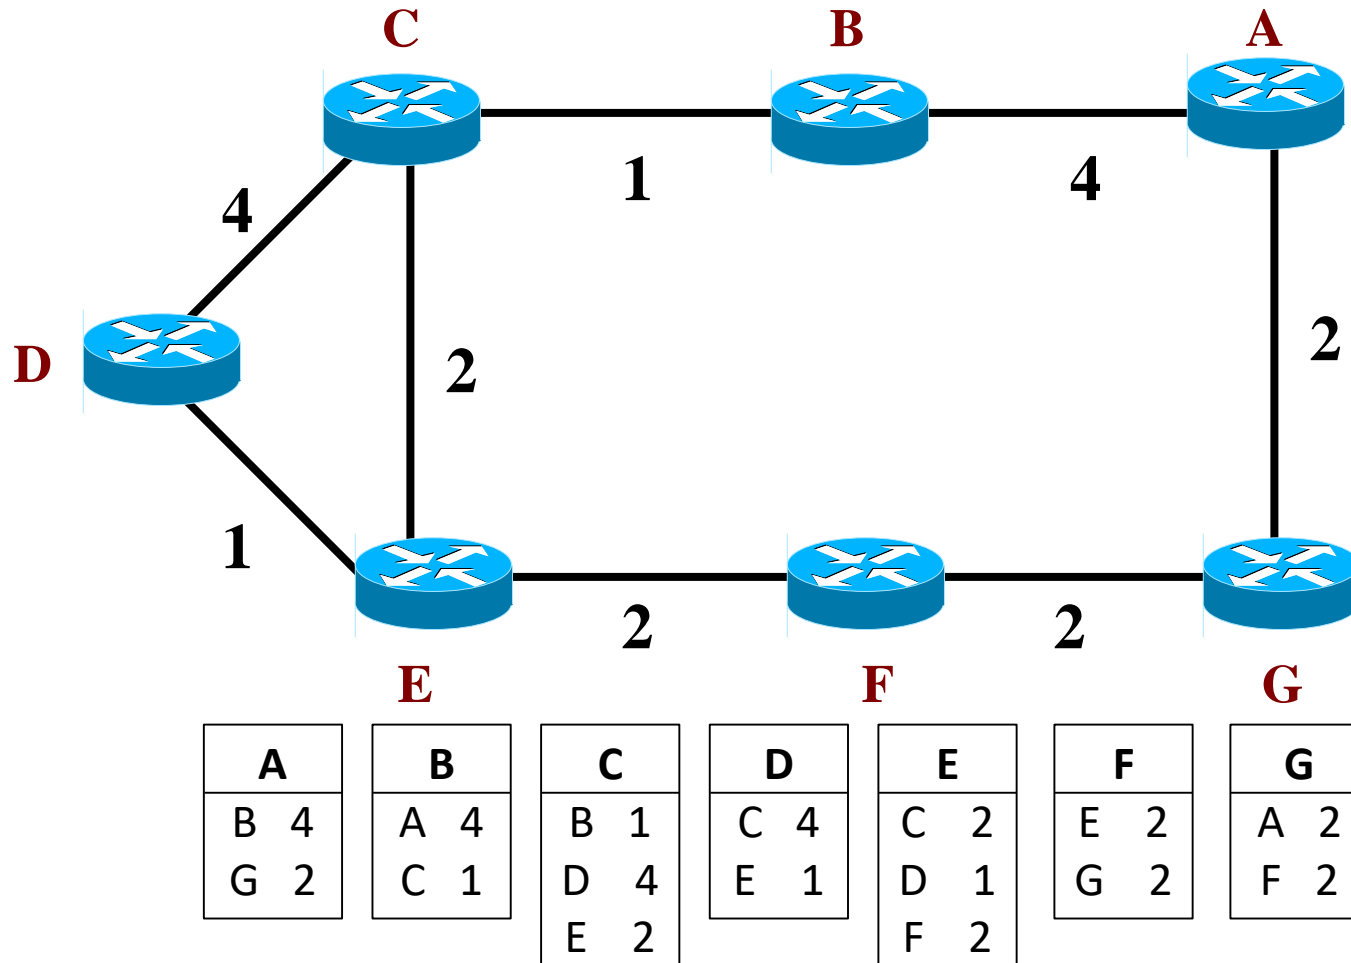 C B A
1 4
4
2
D 2
1
2 2
E F G
A B C D E F G
B 4 A 4 B 1 C 4 C 2 E 2 A 2
G 2 C 1 D 4 E 1 D 1 G 2 F 2
E 2 F 2